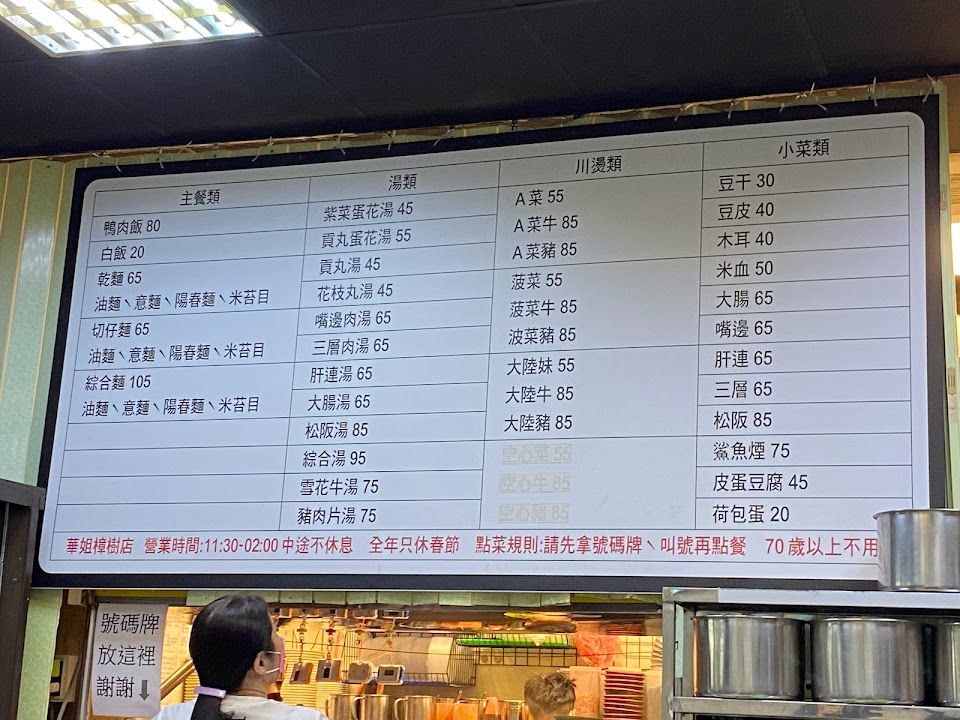 主餐類
鴨肉飯 80
白飯 20
乾麵 65
油麵、意麵、陽春麵、米苔目
切仔麵 65
油麵、意麵、陽春麵、米苔目
綜合麵 105
油麵、意麵、陽春麵、米苔目
湯類
紫菜蛋花湯 45
貢丸蛋花湯 55
貢丸湯 45
花枝丸湯 45
嘴邊肉湯 65
三層肉湯 65
肝連湯 65
大腸湯 65
松阪湯 85
綜合湯 95
雪花牛湯 75
豬肉片湯 75
川燙類
A菜 55
A菜牛 85
A菜豬 85
菠菜 55
菠菜牛 85
波菜豬 85
大陸妹 55
大陸牛 85
大陸豬 85
空心菜 55
空心牛 85
空心豬 85
小菜類
豆干 30
豆皮 40
木耳 40
米血 50
大腸 65
嘴邊 65
肝連 65
三層 65
松阪 85
鯊魚煙 75
皮蛋豆腐 45
荷包蛋 20
華姐樟樹店 營業時間:11:30-02:00 中途不休息 全年只休春節 點菜規則:請先拿號碼牌、叫號再點餐 70 歲以上不用
號碼牌
放這裡
謝謝↓